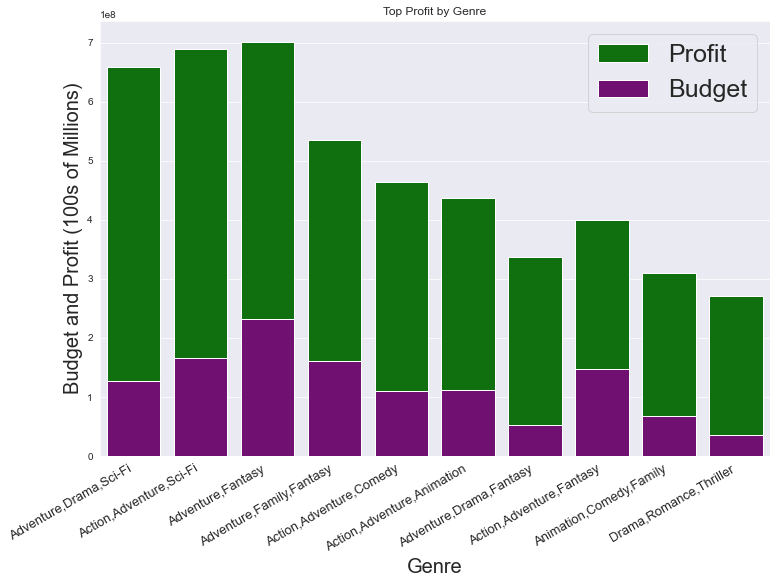 Top Profit by Genre
1e8
Profit
Budget
7
6
5
4
3
2
1
0
Budget and Profit (100s of Millions)
Adventure,Drama,Sci-Fi
Action,Adventure,Sci-Fi
Adventure,Fantasy
Adventure,Family,Fantasy
Action,Adventure,Comedy
Action,Adventure,Animation
Adventure,Drama,Fantasy
Action,Adventure,Fantasy
Animation,Comedy,Family
Drama,Romance,Thriller
Genre